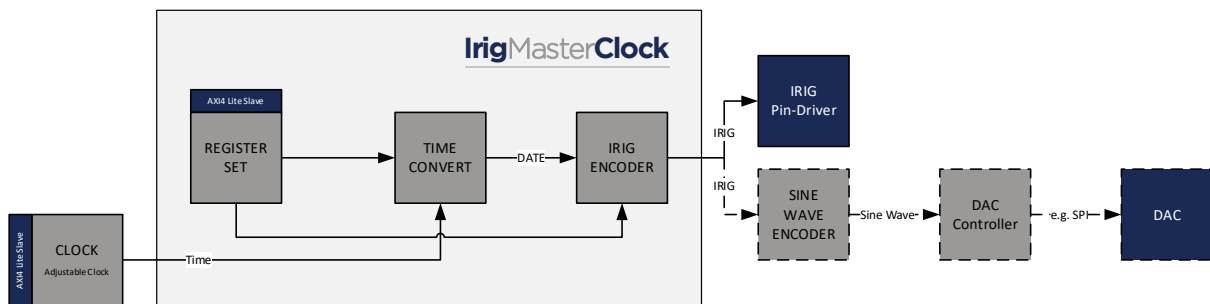 IrigMasterClock
AXI4 Lite Slave
REGISTER
SET
TIME
CONVERT
DATE
IRIG
ENCODER
IRIG
IRIG
Pin-Driver
IRIG
SINE
WAVE
ENCODER
Sine Wave
DAC
Controller
e.g. SPI
DAC
AXI4 Lite Slave
CLOCK
Adjustable Clock
Time